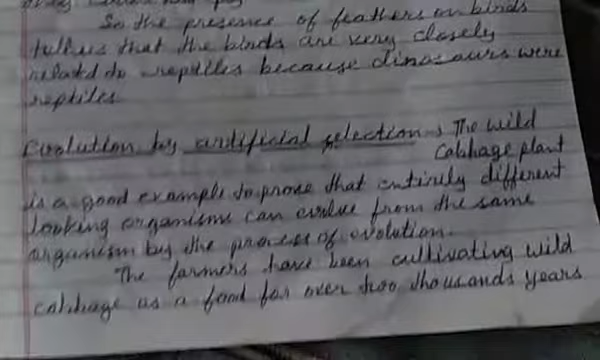 So the presence of feathers on birds
tells us that the birds are very closely
related to reptiles because dinosaurs were
reptiles
Evolution by artificial selection → The wild
cabbage plant
is a good example to prove that entirely different
looking organisms can evolve from the same
organism by the process of evolution.
The farmers have been cultivating wild
cabbage as a food for over two thousands years